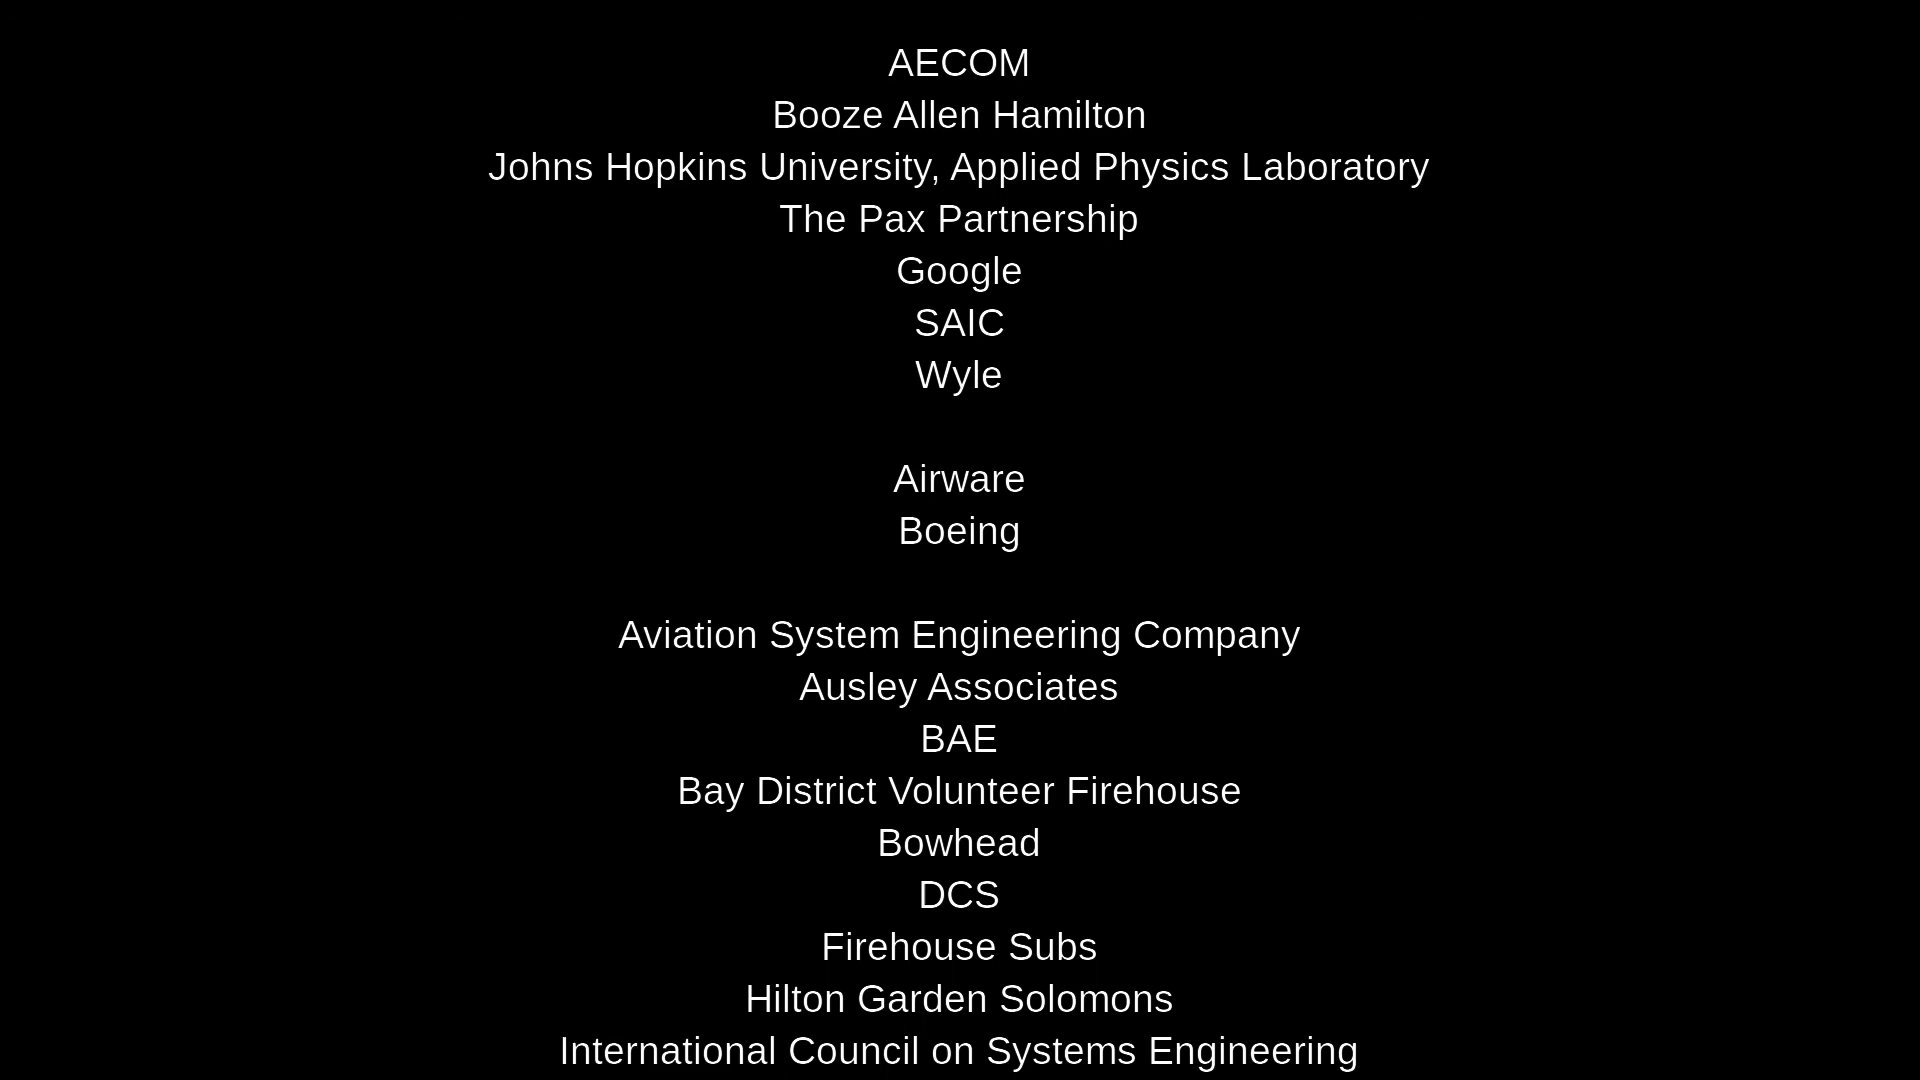 AECOM
Booze Allen Hamilton
Johns Hopkins University, Applied Physics Laboratory
The Pax Partnership
Google
SAIC
Wyle
Airware
Boeing
Aviation System Engineering Company
Ausley Associates
BAE
Bay District Volunteer Firehouse
Bowhead
DCS
Firehouse Subs
Hilton Garden Solomons
International Council on Systems Engineering